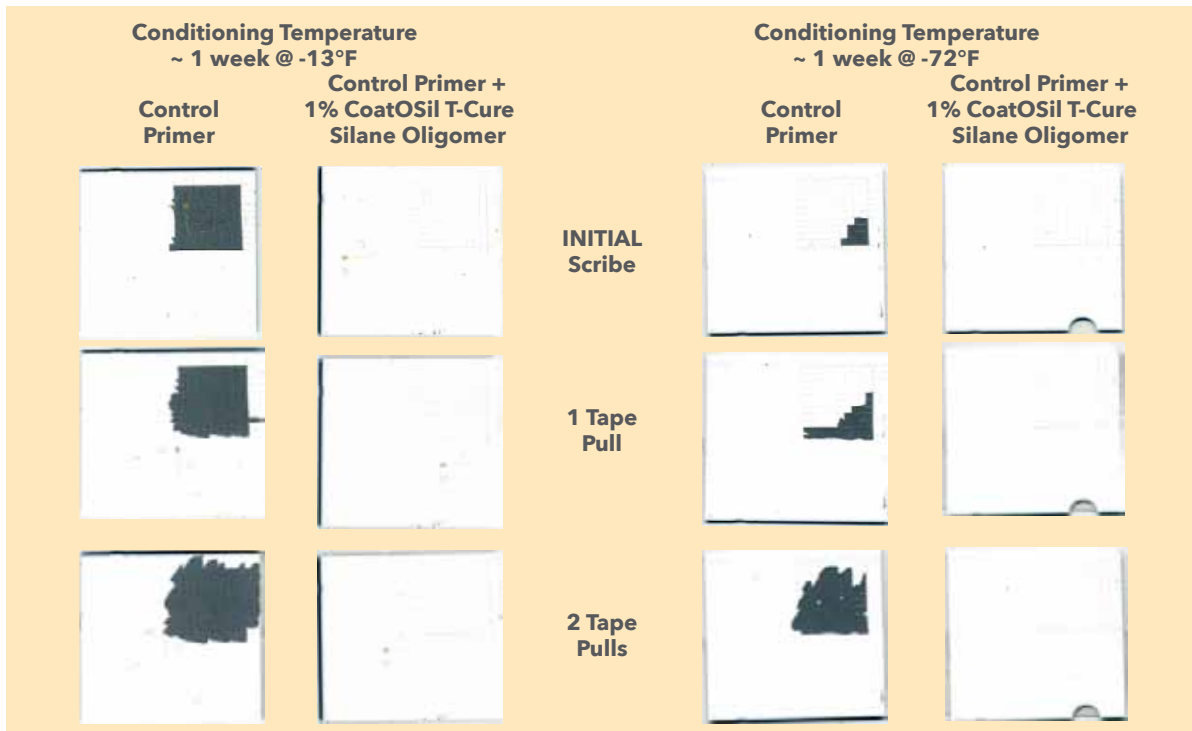 Conditioning Temperature
~ 1 week @ -13°F
Control
Primer
Control Primer +
1% CoatOSil T-Cure
Silane Oligomer
Conditioning Temperature
~ 1 week @ -72°F
Control
Primer
Control Primer +
1% CoatOSil T-Cure
Silane Oligomer
INITIAL
Scribe
1 Tape
Pull
2 Tape
Pulls